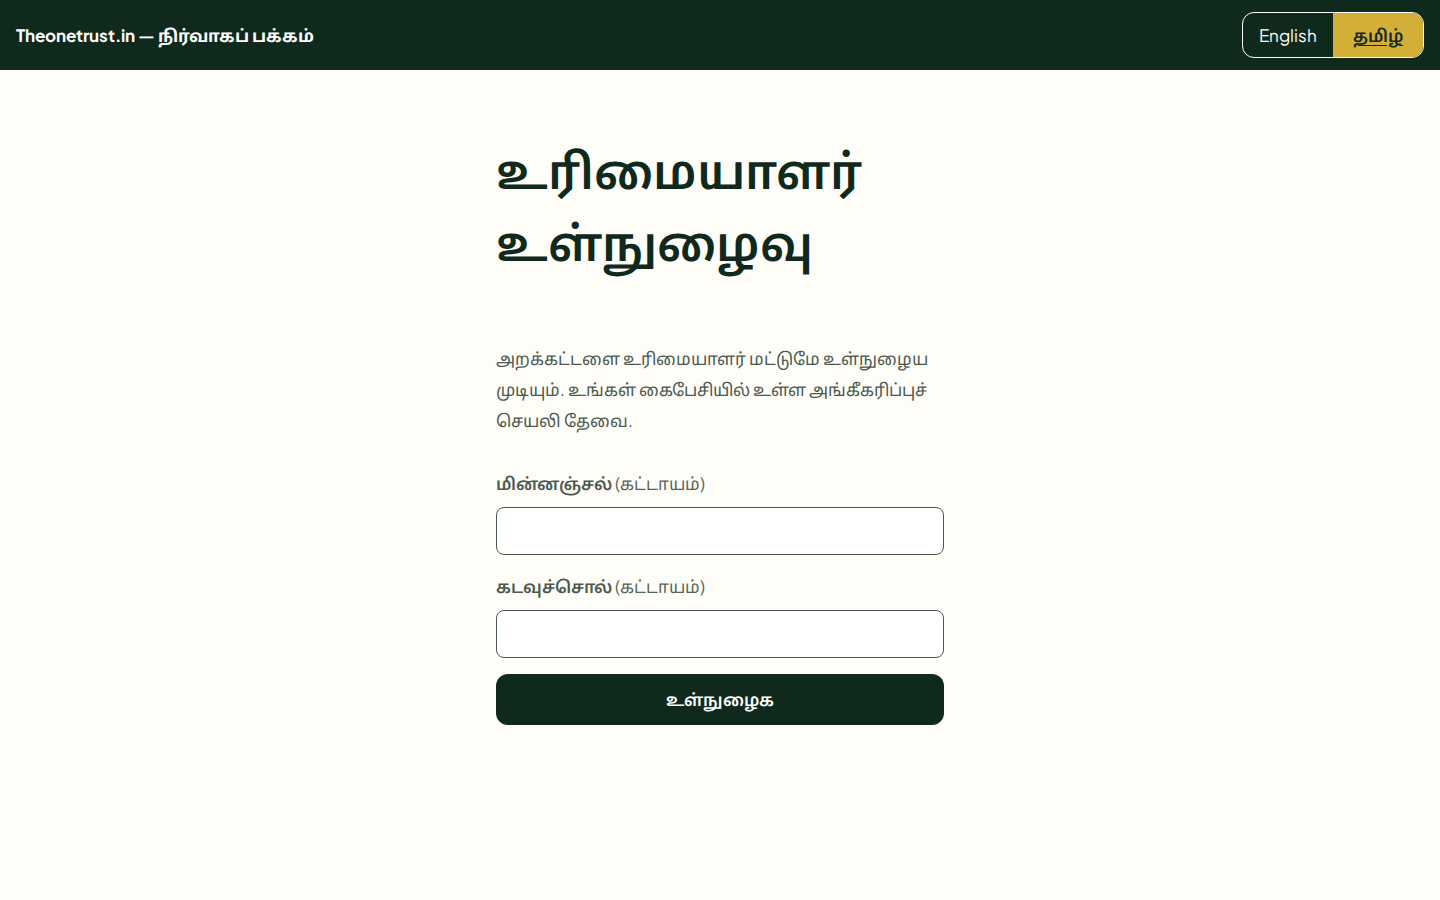 Theonetrust.in — நிர்வாகப் பக்கம்
English
தமிழ்
உரிமையாளர்
உள்நுழைவு
அறக்கட்டளை உரிமையாளர் மட்டுமே உள்நுழைய
முடியும். உங்கள் கைபேசியில் உள்ள அங்கீகரிப்புச்
செயலி தேவை.
மின்னஞ்சல் (கட்டாயம்)
கடவுச்சொல் (கட்டாயம்)
உள்நுழைக